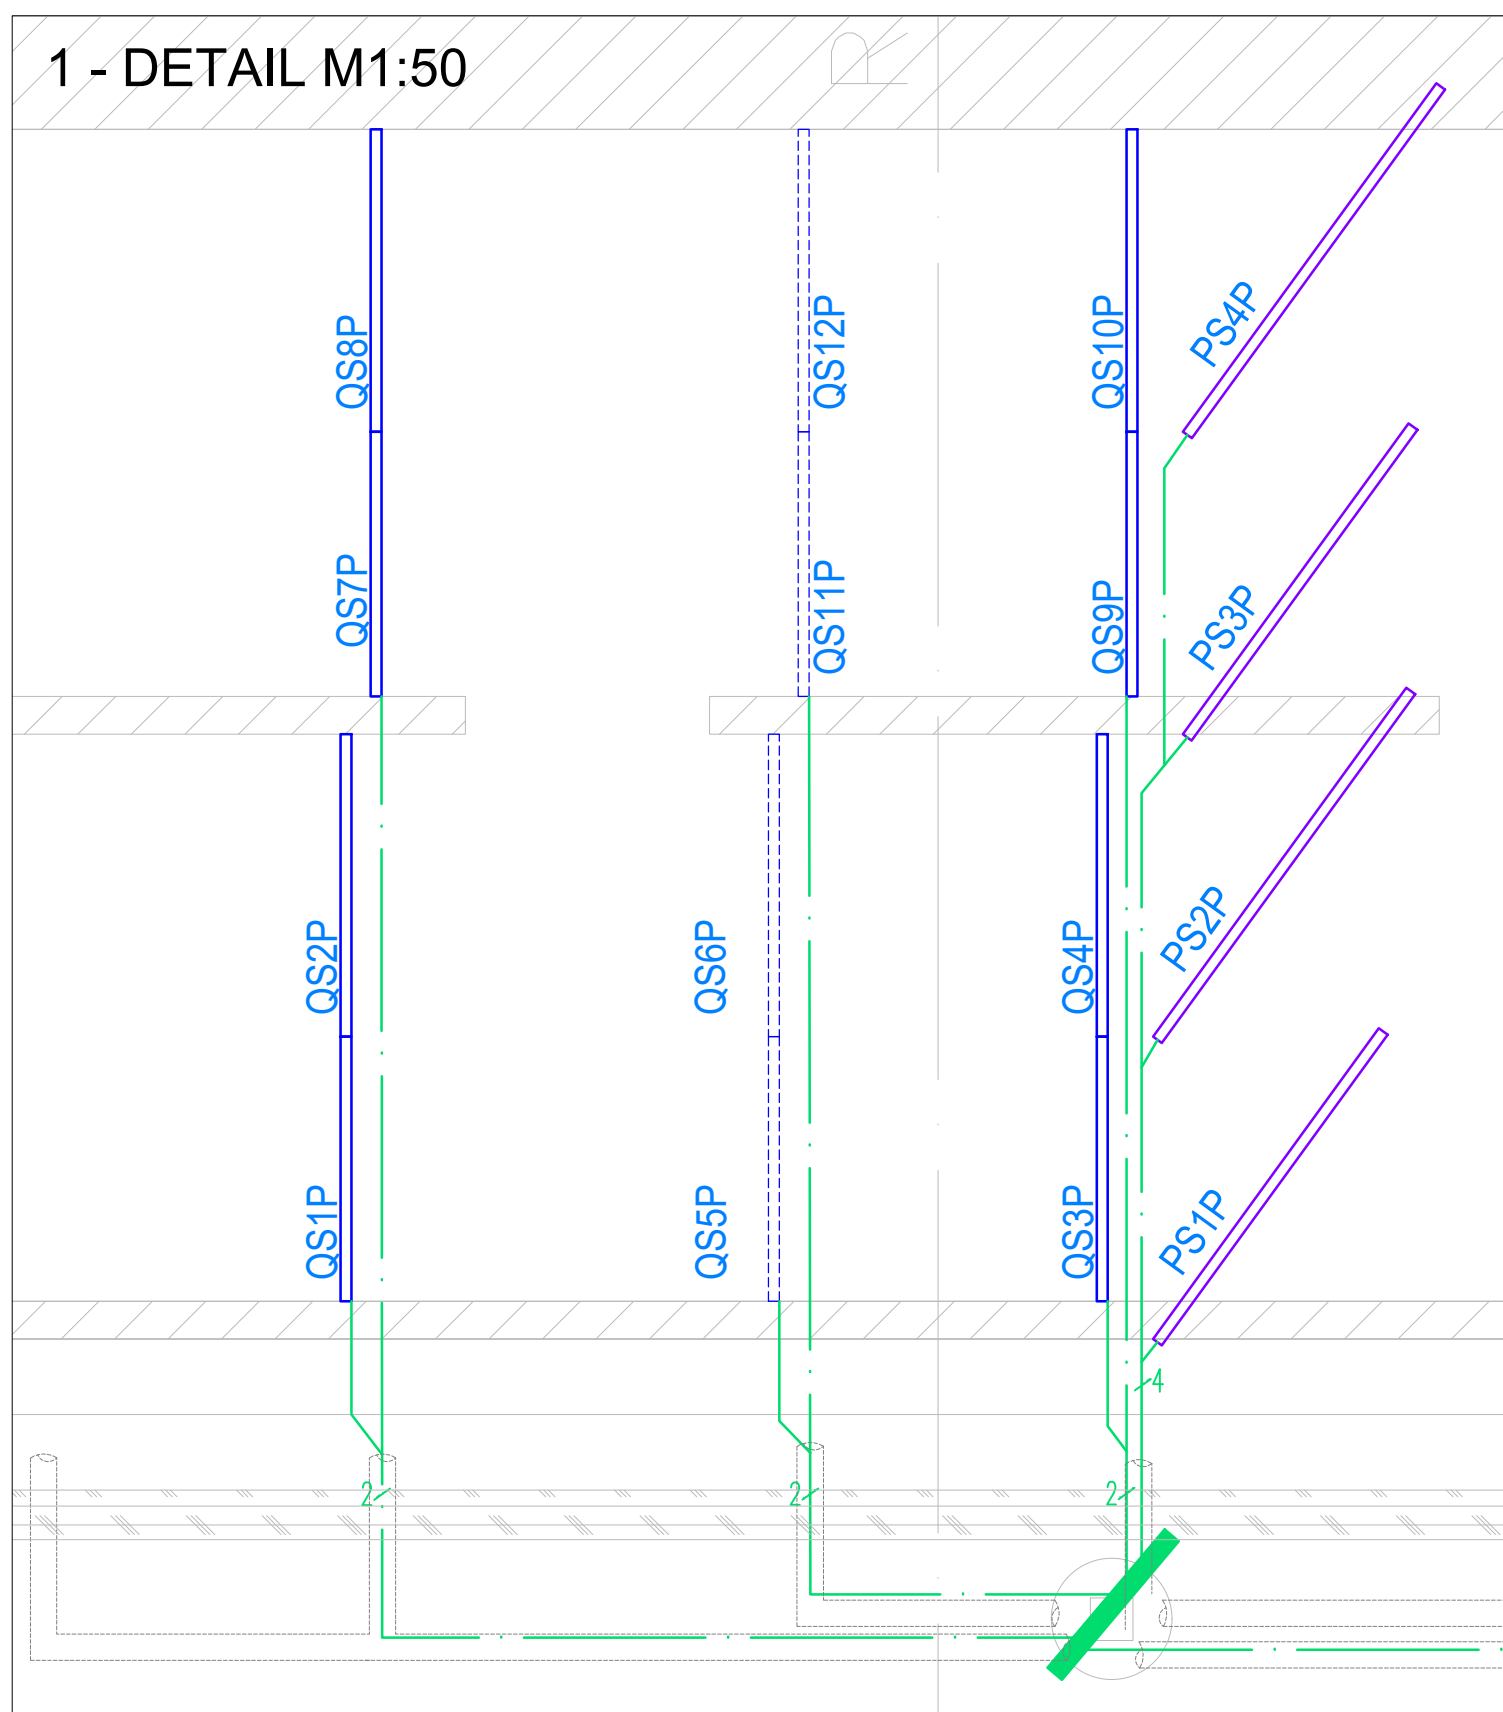 1 - DETAIL M1:50
R
QS8P
QS12P
QS10P
PS4P
QS7P
QS11P
QS9P
PS3P
QS2P
QS6P
QS4P
PS2P
QS1P
QS5P
QS3P
PS1P
4
2
2
2